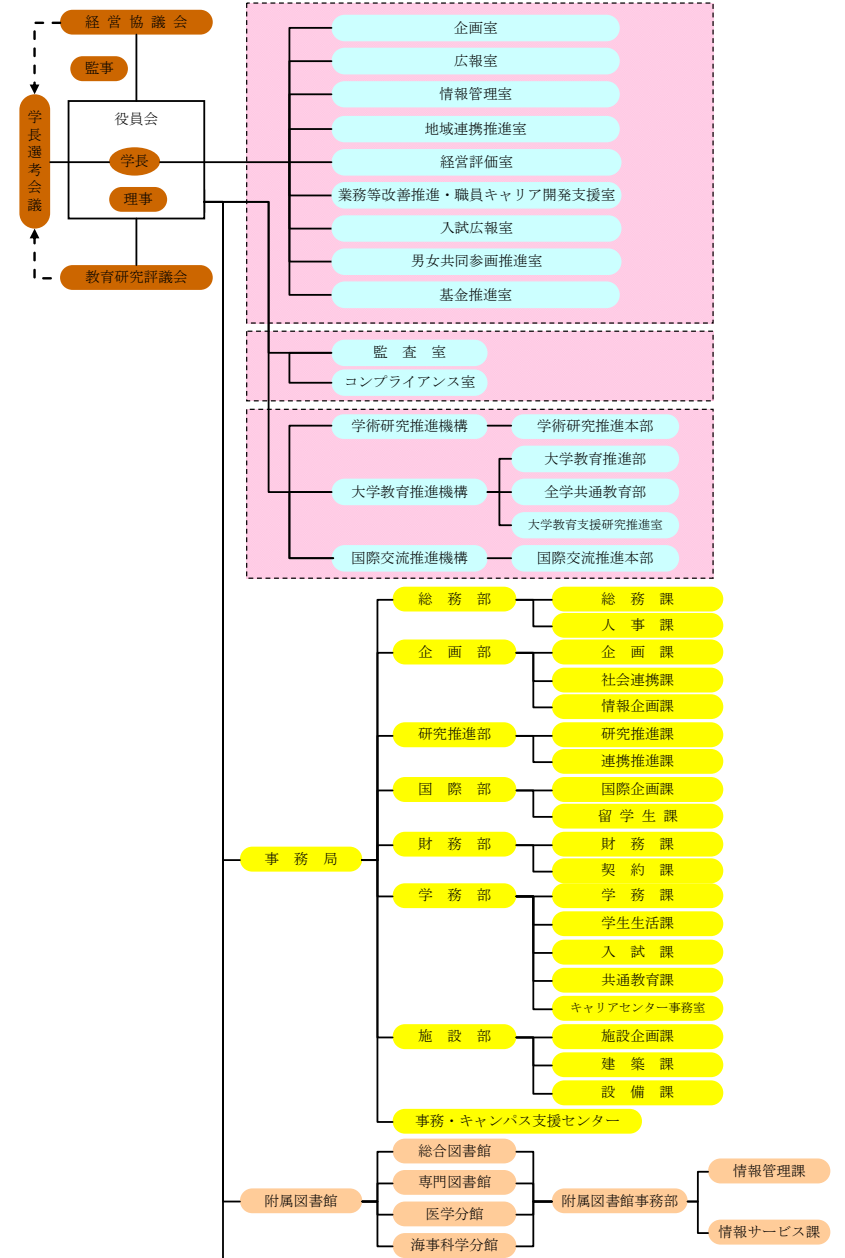 経営協議会
監事
学長選考会議
役員会
学長
理事
教育研究評議会
企画室
広報室
情報管理室
地域連携推進室
経営評価室
業務等改善推進・職員キャリア開発支援室
入試広報室
男女共同参画推進室
基金推進室
監査室
コンプライアンス室
学術研究推進機構
学術研究推進本部
大学教育推進機構
大学教育推進部
全学共通教育部
大学教育支援研究推進室
国際交流推進機構
国際交流推進本部
事務局
総務部
総務課
人事課
企画部
企画課
社会連携課
情報企画課
研究推進部
研究推進課
連携推進課
国際部
国際企画課
留学生課
財務部
財務課
契約課
学務部
学務課
学生生活課
入試課
共通教育課
キャリアセンター事務室
施設部
施設企画課
建築課
設備課
事務・キャンパス支援センター
附属図書館
総合図書館
専門図書館
医学分館
海事科学分館
附属図書館事務部
情報管理課
情報サービス課